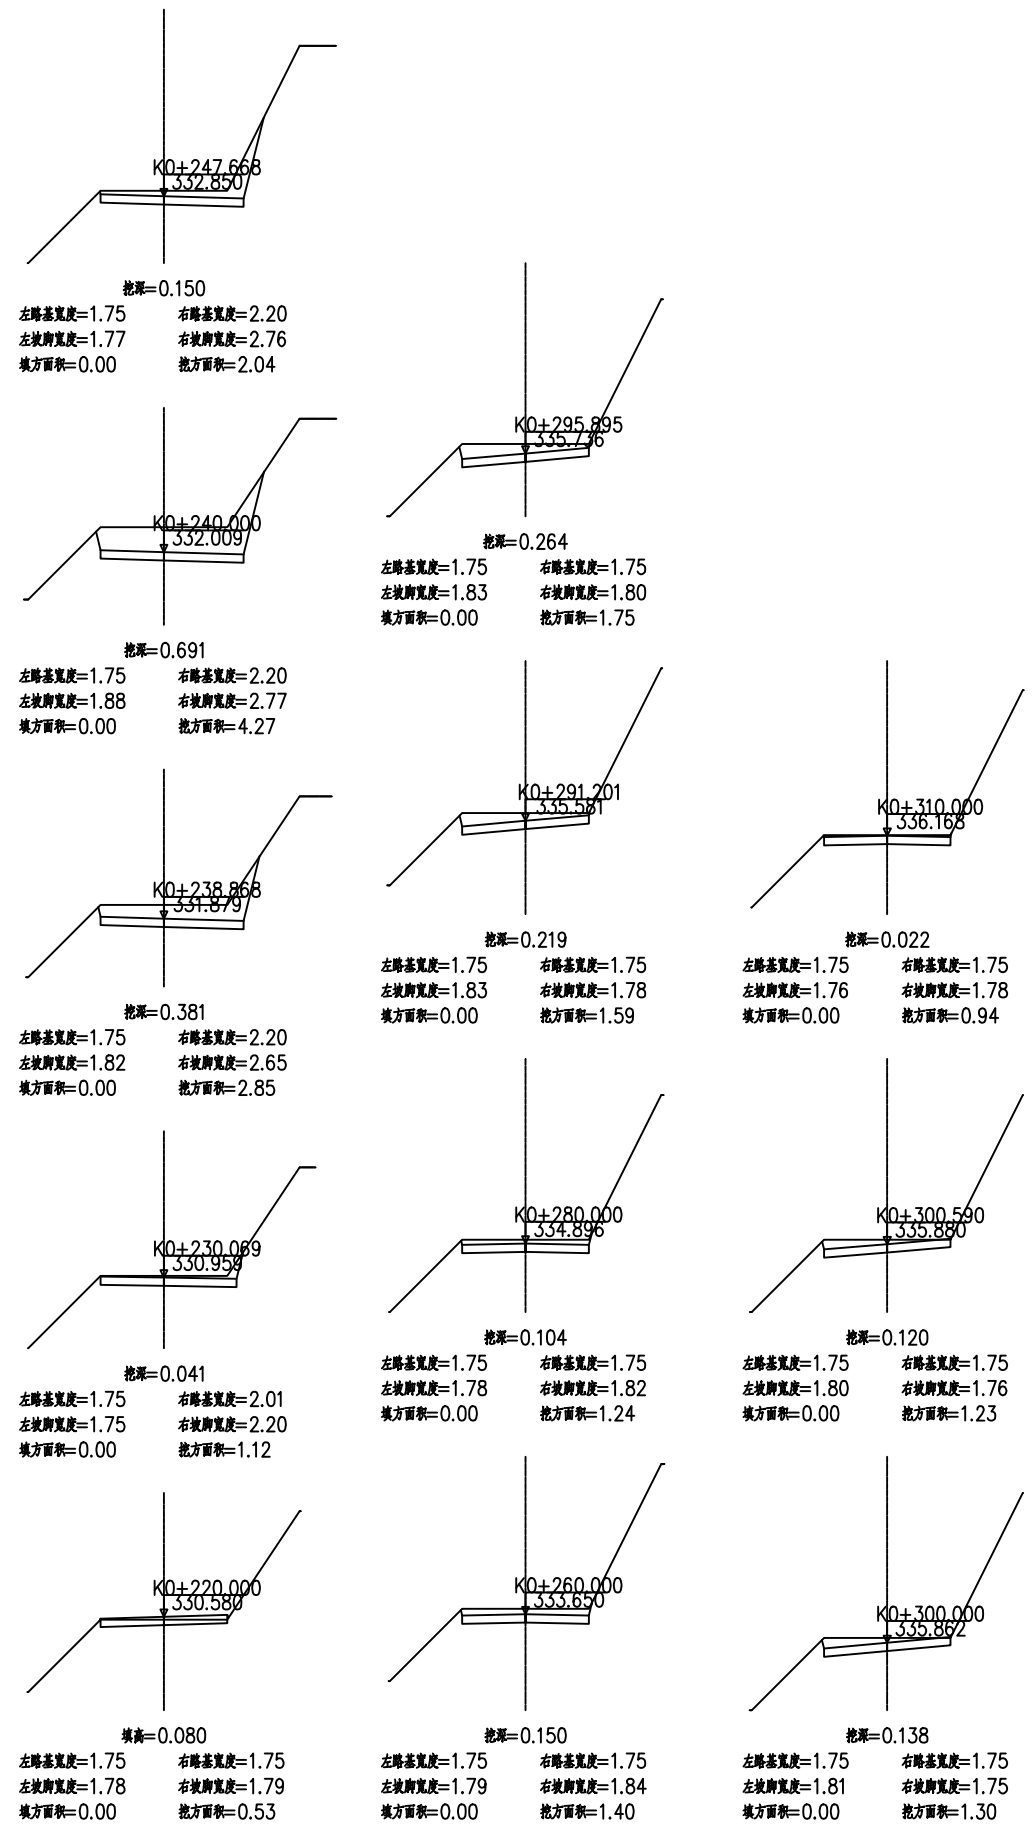 K0+247.668
332.850
挖深=0.150
左路基宽度=1.75 右路基宽度=2.20
左坡脚宽度=1.77 右坡脚宽度=2.76
填方面积=0.00 挖方面积=2.04
K0+240.000
332.009
挖深=0.691
左路基宽度=1.75 右路基宽度=2.20
左坡脚宽度=1.88 右坡脚宽度=2.77
填方面积=0.00 挖方面积=4.27
K0+238.868
331.879
挖深=0.381
左路基宽度=1.75 右路基宽度=2.20
左坡脚宽度=1.82 右坡脚宽度=2.65
填方面积=0.00 挖方面积=2.85
K0+230.069
330.959
挖深=0.041
左路基宽度=1.75 右路基宽度=2.01
左坡脚宽度=1.75 右坡脚宽度=2.20
填方面积=0.00 挖方面积=1.12
K0+220.000
330.580
填高=0.080
左路基宽度=1.75 右路基宽度=1.75
左坡脚宽度=1.78 右坡脚宽度=1.79
填方面积=0.00 挖方面积=0.53
K0+295.895
335.736
挖深=0.264
左路基宽度=1.75 右路基宽度=1.75
左坡脚宽度=1.83 右坡脚宽度=1.80
填方面积=0.00 挖方面积=1.75
K0+291.201
335.581
挖深=0.219
左路基宽度=1.75 右路基宽度=1.75
左坡脚宽度=1.83 右坡脚宽度=1.78
填方面积=0.00 挖方面积=1.59
K0+280.000
334.896
挖深=0.104
左路基宽度=1.75 右路基宽度=1.75
左坡脚宽度=1.78 右坡脚宽度=1.82
填方面积=0.00 挖方面积=1.24
K0+260.000
333.650
挖深=0.150
左路基宽度=1.75 右路基宽度=1.75
左坡脚宽度=1.79 右坡脚宽度=1.84
填方面积=0.00 挖方面积=1.40
K0+310.000
336.168
挖深=0.022
左路基宽度=1.75 右路基宽度=1.75
左坡脚宽度=1.76 右坡脚宽度=1.78
填方面积=0.00 挖方面积=0.94
K0+300.590
335.880
挖深=0.120
左路基宽度=1.75 右路基宽度=1.75
左坡脚宽度=1.80 右坡脚宽度=1.76
填方面积=0.00 挖方面积=1.23
K0+300.000
335.862
挖深=0.138
左路基宽度=1.75 右路基宽度=1.75
左坡脚宽度=1.81 右坡脚宽度=1.75
填方面积=0.00 挖方面积=1.30